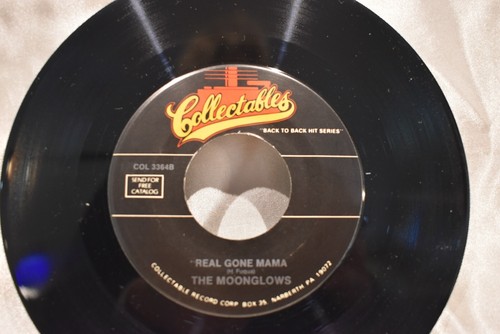 Collectables
"BACK TO BACK HIT SERIES"
COL 3364B
SEND FOR
FREE
CATALOG
REAL GONE MAMA
(H. Fuqua)
THE MOONGLOWS
COLLECTABLE RECORD CORP BOX 35, NARBERTH, PA 19072